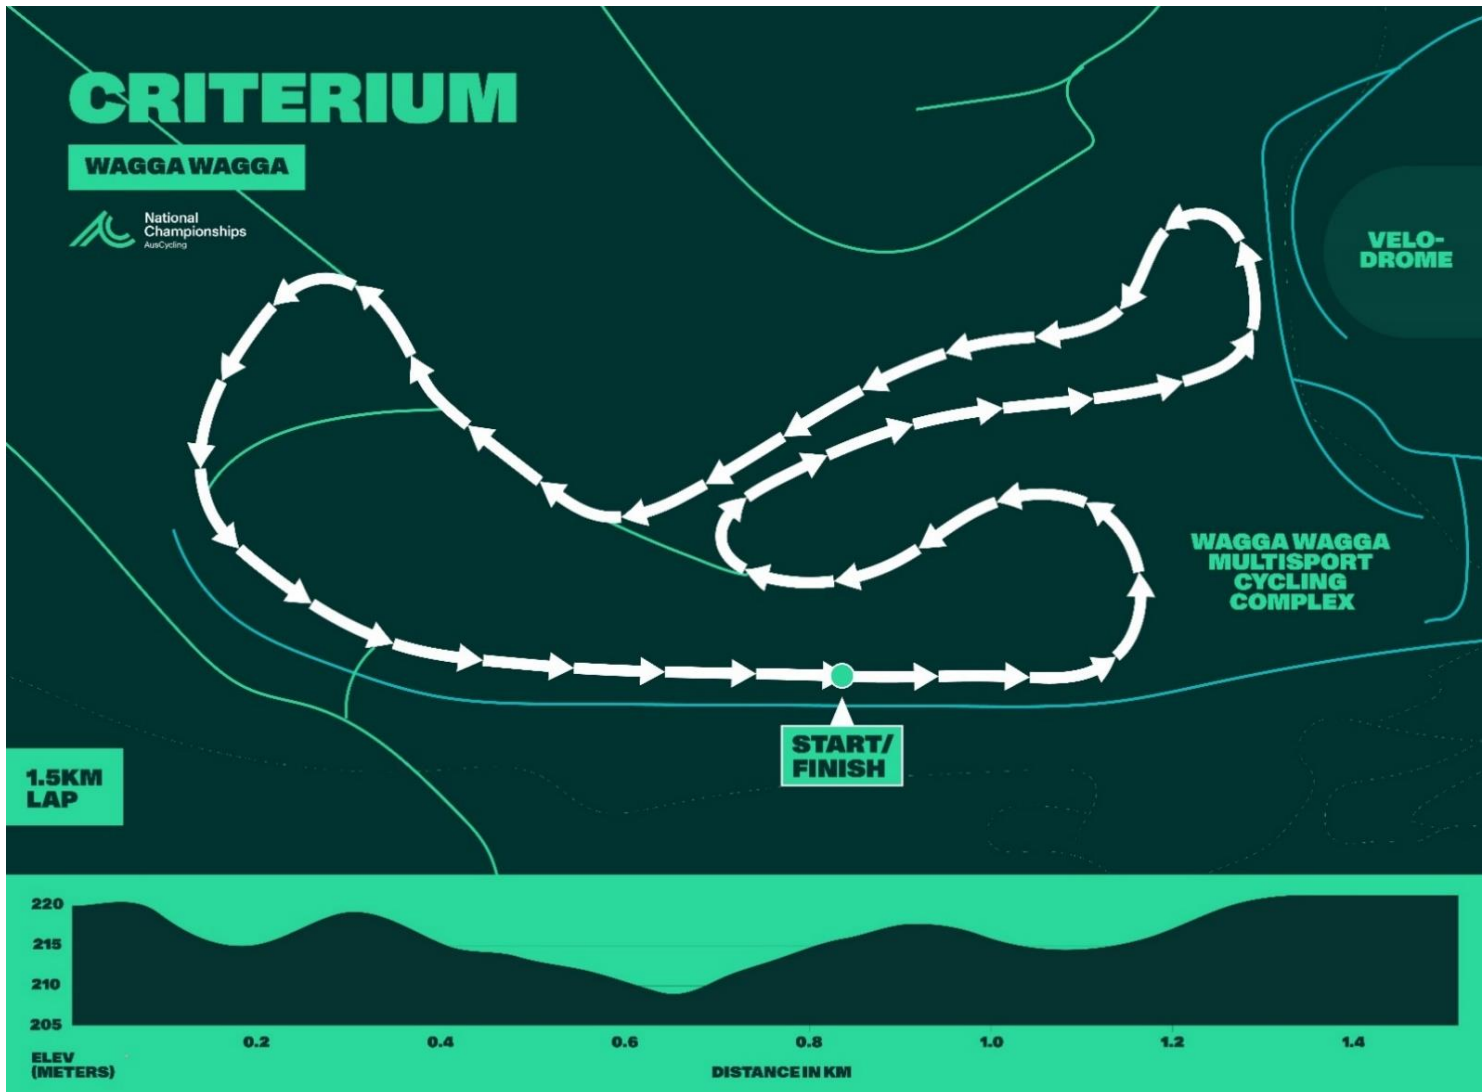 CRITERIUM
WAGGA WAGGA
National
Championships
AusCycling
VELO-
DROME
WAGGA WAGGA
MULTISPORT
CYCLING
COMPLEX
START/
FINISH
1.5KM
LAP
220
215
210
205
ELEV
(METERS)
0.2
0.4
0.6
0.8
1.0
1.2
1.4
DISTANCE IN KM